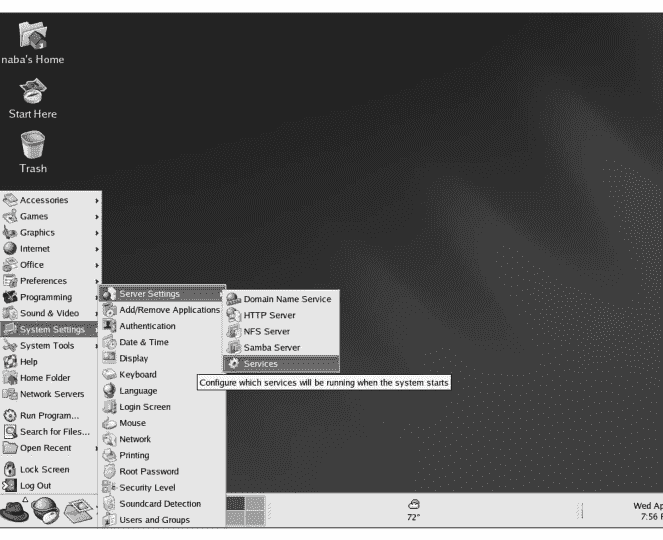 naba's Home
Start Here
Trash
Accessories
Games
Graphics
Internet
Office
Preferences
Programming
Sound & Video
System Settings
System Tools
Help
Home Folder
Network Servers
Run Program...
Search for Files...
Open Recent
Lock Screen
Log Out
Server Settings
Add/Remove Applications
Authentication
Date & Time
Display
Keyboard
Language
Login Screen
Mouse
Network
Printing
Root Password
Security Level
Soundcard Detection
Users and Groups
Domain Name Service
HTTP Server
NFS Server
Samba Server
Services
Configure which services will be running when the system starts
72°
Wed Ap
7:56 P